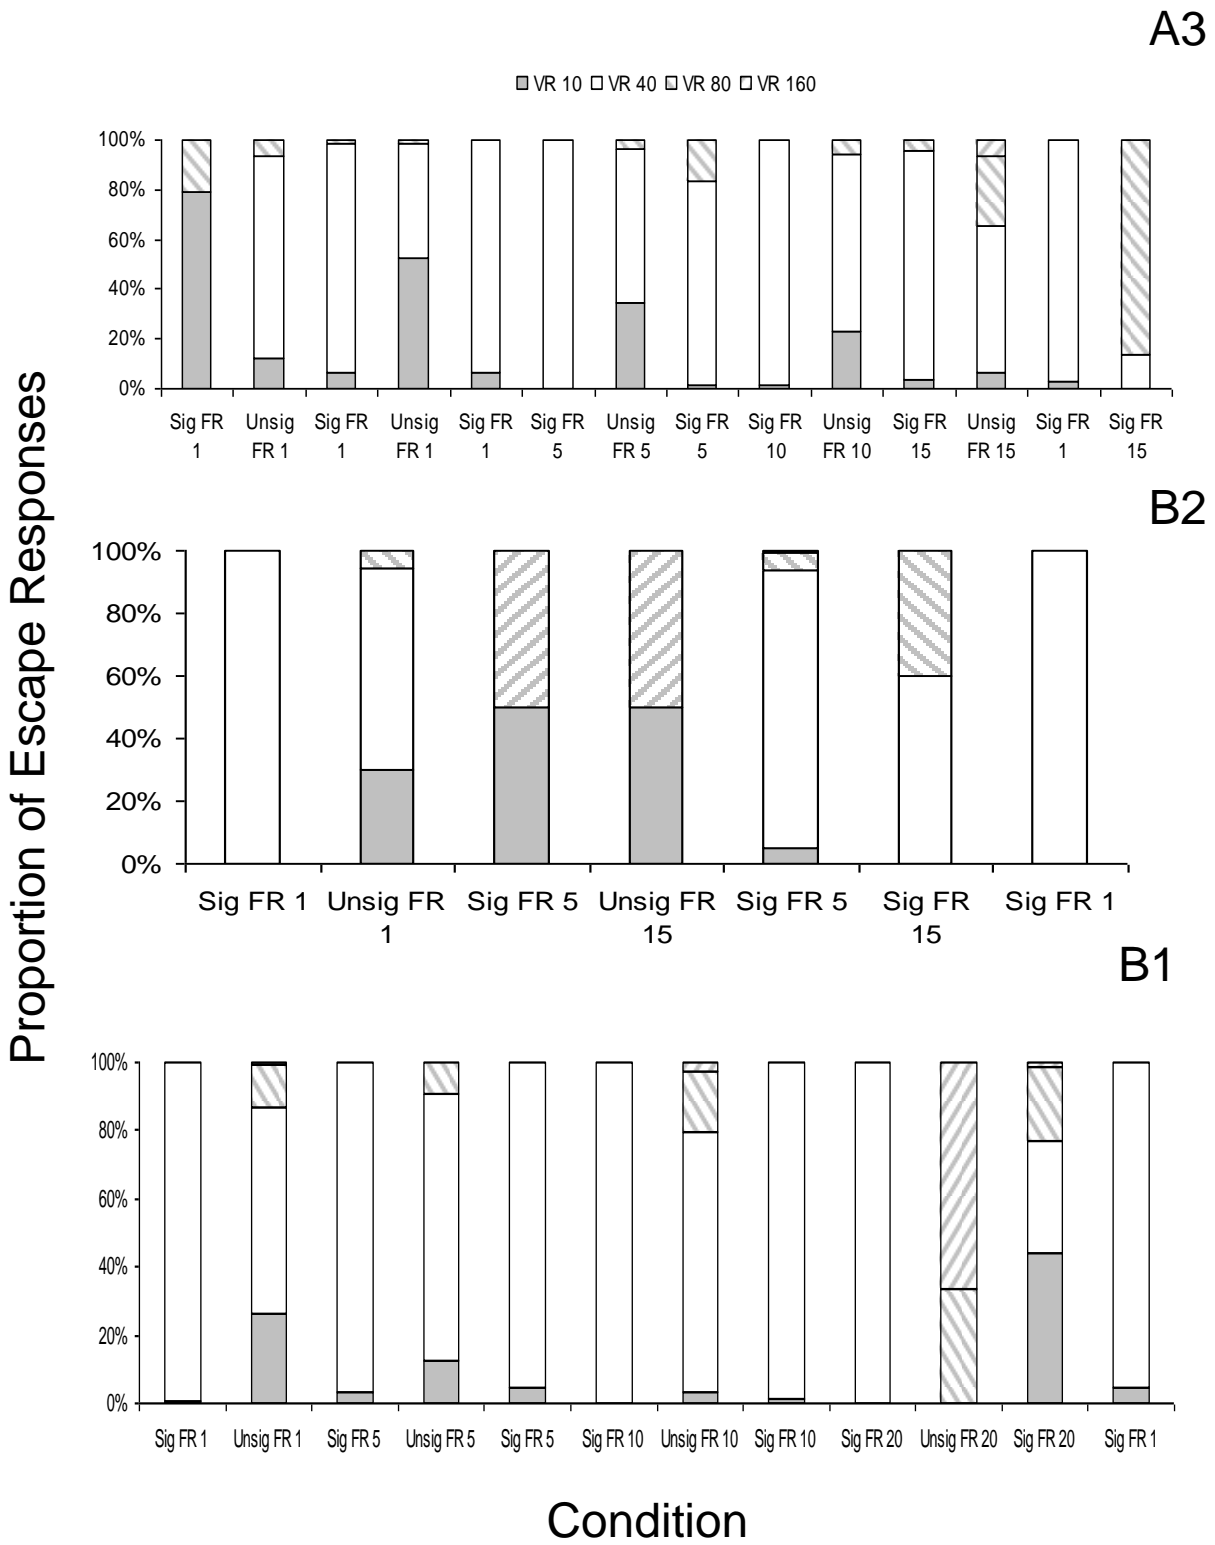 A3
VR 10 VR 40 VR 80 VR 160
100%
80%
60%
40%
20%
0%
Sig FR Unsig Sig FR Unsig Sig FR Sig FR Unsig Sig FR Sig FR Unsig Sig FR Unsig Sig FR Sig FR
1 FR 1 1 FR 1 1 5 FR 5 5 10 FR 10 15 FR 15 1 15
Proportion of Escape Responses
B2
100%
80%
60%
40%
20%
0%
Sig FR 1 Unsig FR Sig FR 5 Unsig FR Sig FR 5 Sig FR Sig FR 1
1 15 15
B1
100%
80%
60%
40%
20%
0%
Sig FR 1 Unsig FR 1 Sig FR 5 Unsig FR 5 Sig FR 5 Sig FR 10 Unsig FR 10 Sig FR 10 Sig FR 20 Unsig FR 20 Sig FR 20 Sig FR 1
Condition